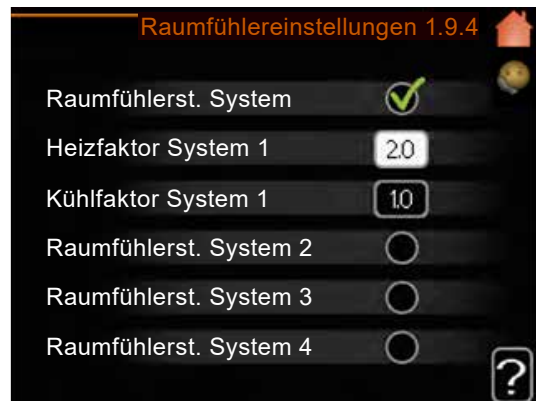 Raumfühlereinstellungen 1.9.4
Raumfühlerst. System
Heizfaktor System 1 2.0
Kühlfaktor System 1 1.0
Raumfühlerst. System 2
Raumfühlerst. System 3
Raumfühlerst. System 4
?